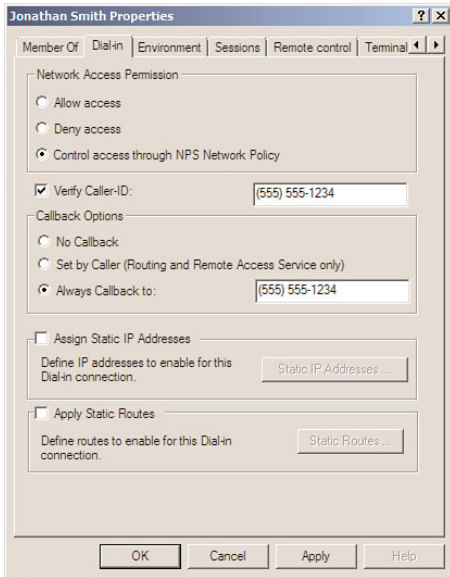 Jonathan Smith Properties
Member Of Dial-in Environment Sessions Remote control Terminal
Network Access Permission
Allow access
Deny access
Control access through NPS Network Policy
Verify Caller-ID: (555) 555-1234
Callback Options
No Callback
Set by Caller (Routing and Remote Access Service only)
Always Callback to: (555) 555-1234
Assign Static IP Addresses
Define IP addresses to enable for this
Dial-in connection.
Static IP Addresses ...
Apply Static Routes
Define routes to enable for this Dial-in
connection.
Static Routes ...
OK Cancel Apply Help